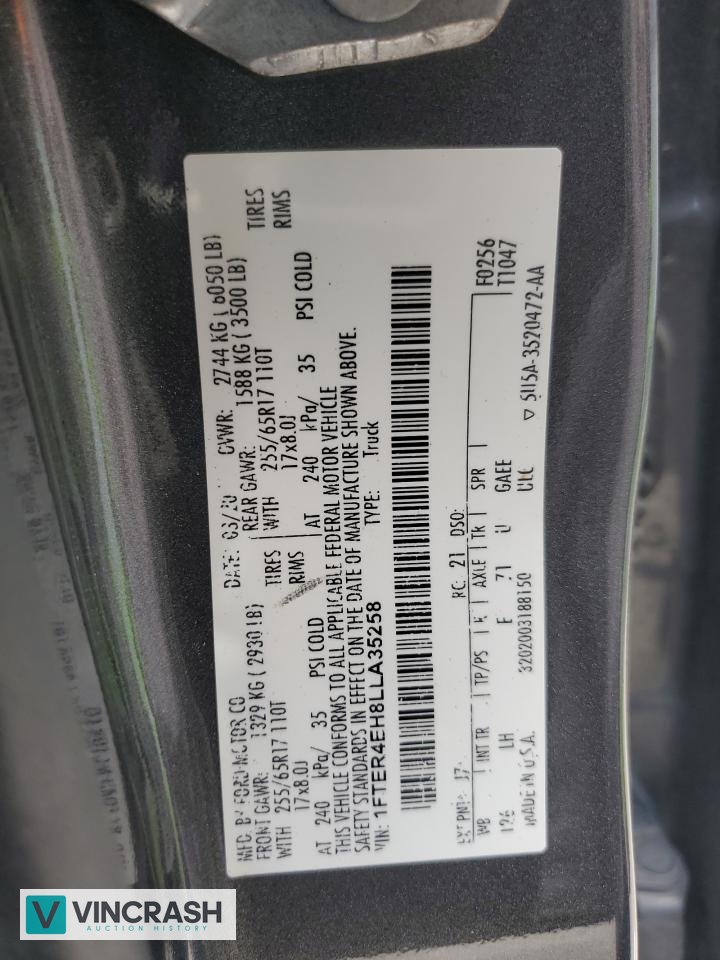 MFD. BY FORD MOTOR CO
DATE: 03/20 GVWR: 2744 KG ( 6050 LB)
FRONT GAWR: 1329 KG ( 2930 LB) REAR GAWR: 1588 KG ( 3500 LB)
WITH 255/65R17 110T TIRES WITH 255/65R17 110T TIRES
17x8.0J RIMS 17x8.0J RIMS
AT 240 kPa/ 35 PSI COLD AT 240 kPa/ 35 PSI COLD
THIS VEHICLE CONFORMS TO ALL APPLICABLE FEDERAL MOTOR VEHICLE
SAFETY STANDARDS IN EFFECT ON THE DATE OF MANUFACTURE SHOWN ABOVE.
VIN: 1FTER4EH8LLA35258 TYPE: Truck
EXT PNT: J7 RC: 21 DSO: F0256
WB INT TR TP/PS R AXLE TR SPR T1047
126 LH E 71 U GAEE
MADE IN U.S.A. 3202003188150 ▽ 5U5A-3520472-AA
VINCRASH
AUCTION HISTORY